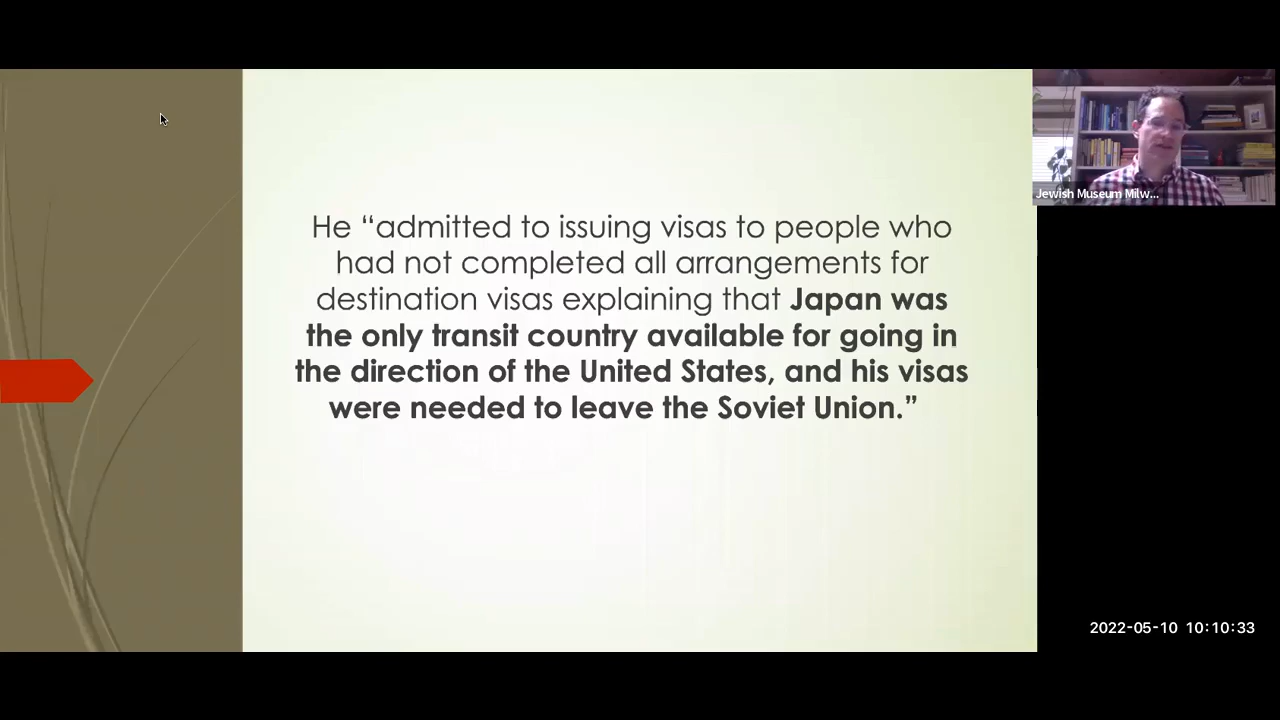 He “admitted to issuing visas to people who
had not completed all arrangements for
destination visas explaining that Japan was
the only transit country available for going in
the direction of the United States, and his visas
were needed to leave the Soviet Union.”
Jewish Museum Milw...
2022-05-10 10:10:33